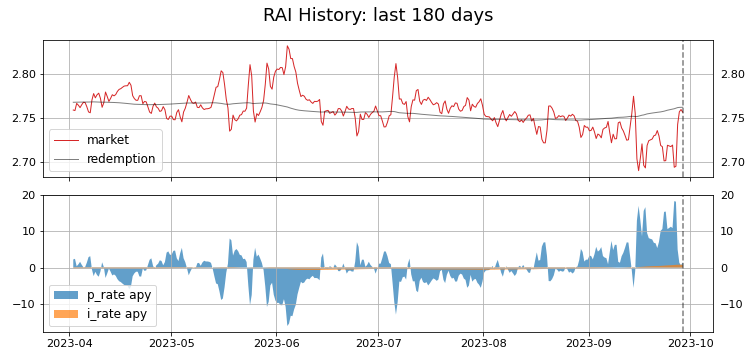 RAI History: last 180 days
2.80
2.75
2.70
2.80
2.75
2.70
market
redemption
20
15
10
5
0
−10
10
0
−10
p_rate apy
i_rate apy
2023-04 2023-05 2023-06 2023-07 2023-08 2023-09 2023-10